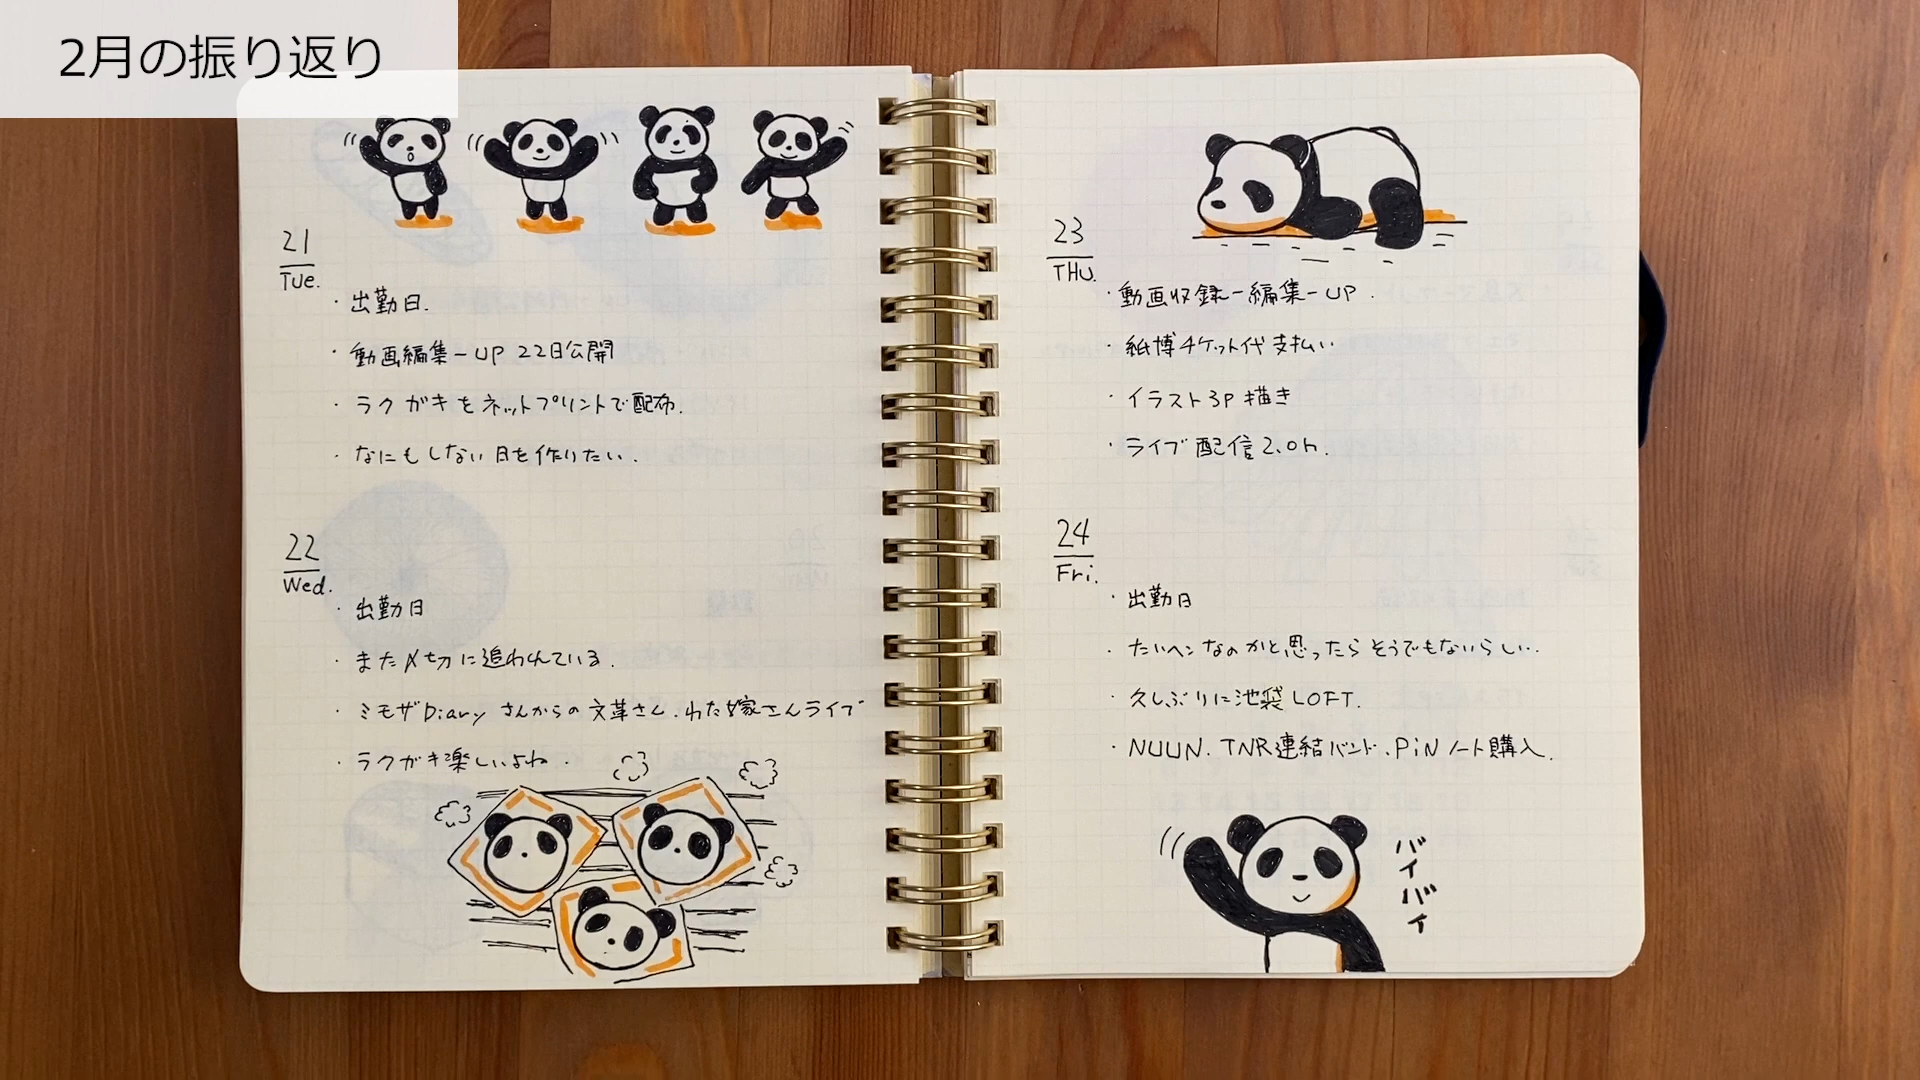 2月の振り返り
21
Tue.
・出勤日.
・動画編集-UP 22日公開
・ラクガキをネットプリントで配布.
・なにもしない日を作りたい.
22
Wed.
・出勤日
・また〆切に追われている.
・ミモザDiaryさんからの文革さん.わた嫁さんライブ
・ラクガキ楽しいよね.
23
THU.
・動画収録-編集-UP.
・紙博チケット代支払い..
・イラスト3P描き
・ライブ配信2.0h.
24
Fri.
・出勤日
・たいヘンなのかと思ったらそうでもないらしい..
・久しぶりに池袋LOFT.
・NUUN.TNR連結バンド.PiNノート購入.
バイバイ